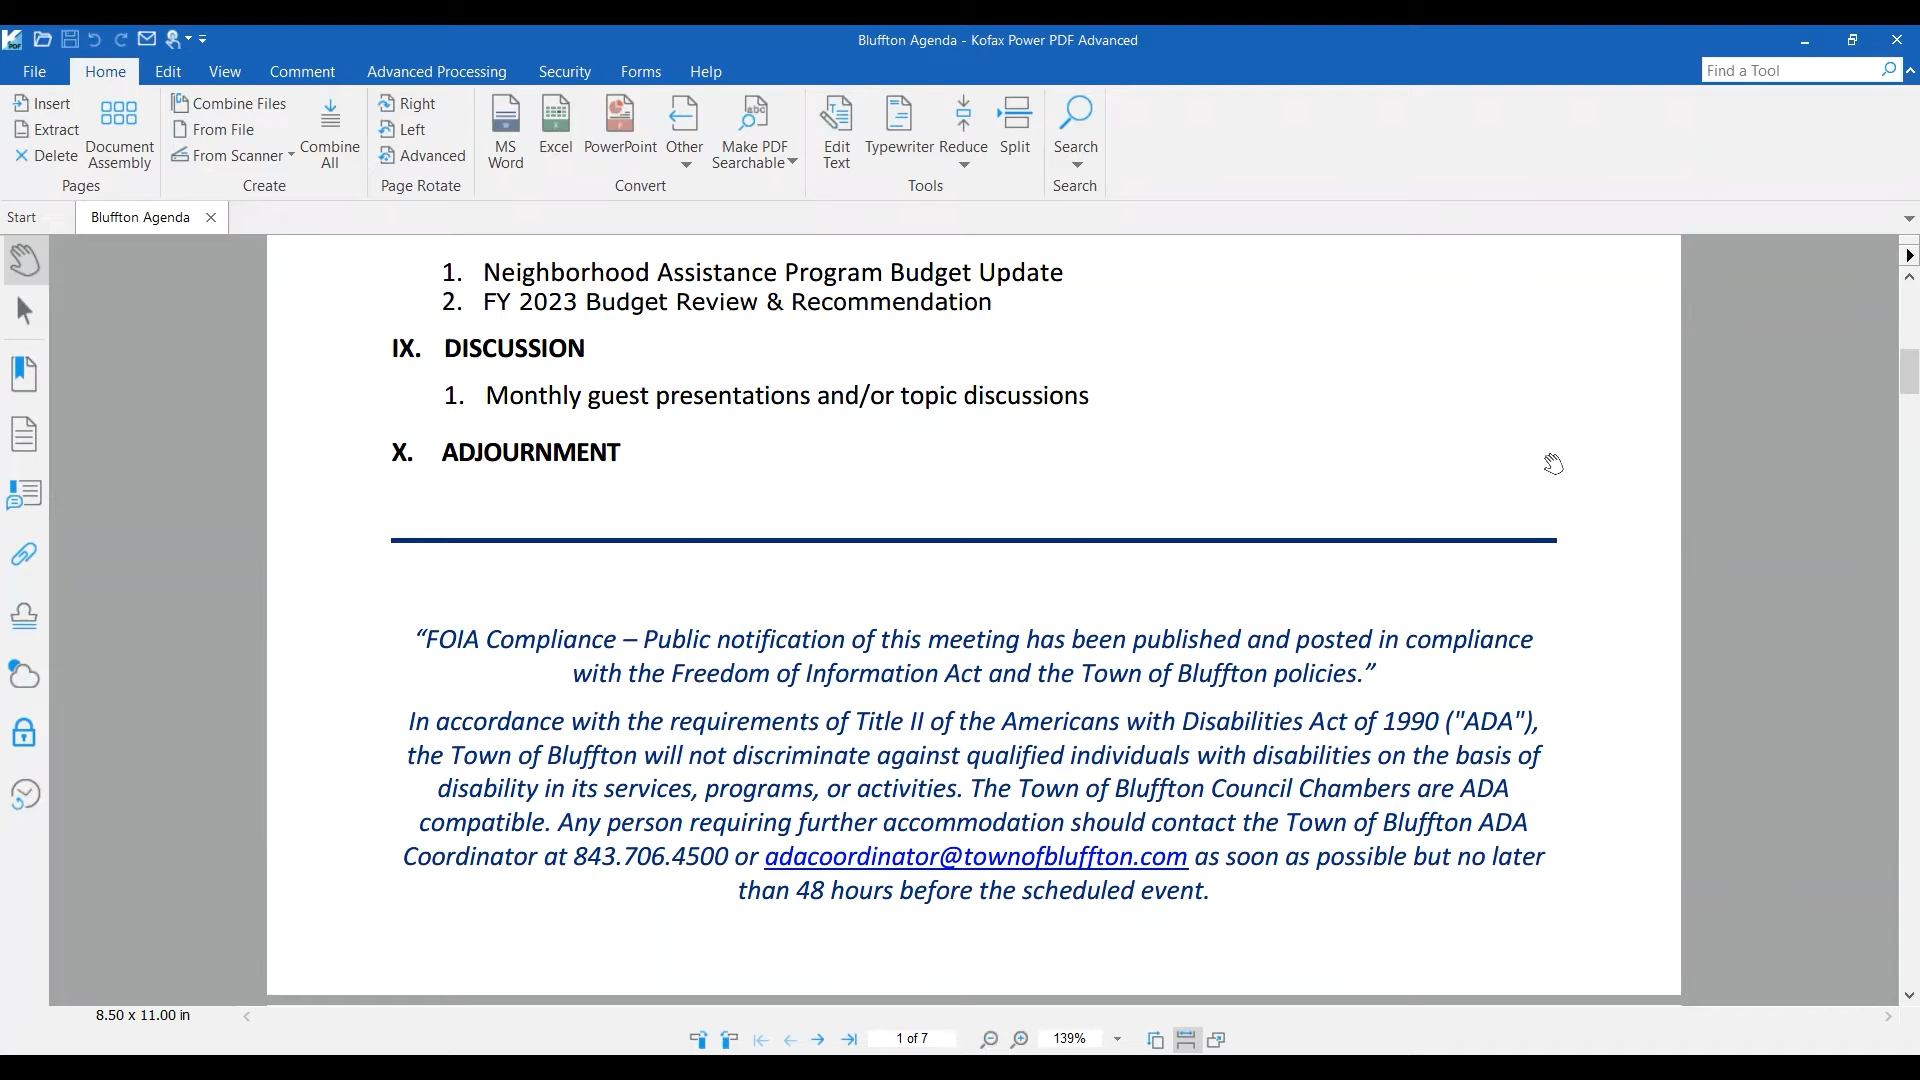 Bluffton Agenda - Kofax Power PDF Advanced
File Home Edit View Comment Advanced Processing Security Forms Help
Find a Tool
Insert
Extract
Delete
Document
Assembly
Pages
Combine Files
From File
From Scanner
Combine
All
Create
Right
Left
Advanced
Page Rotate
MS
Word
Excel
PowerPoint
Other
Make PDF
Searchable
Convert
Edit
Text
Typewriter
Reduce
Split
Tools
Search
Search
Start
Bluffton Agenda
1. Neighborhood Assistance Program Budget Update
2. FY 2023 Budget Review & Recommendation
IX. DISCUSSION
1. Monthly guest presentations and/or topic discussions
X. ADJOURNMENT
“FOIA Compliance – Public notification of this meeting has been published and posted in compliance
with the Freedom of Information Act and the Town of Bluffton policies.”
In accordance with the requirements of Title II of the Americans with Disabilities Act of 1990 ("ADA"),
the Town of Bluffton will not discriminate against qualified individuals with disabilities on the basis of
disability in its services, programs, or activities. The Town of Bluffton Council Chambers are ADA
compatible. Any person requiring further accommodation should contact the Town of Bluffton ADA
Coordinator at 843.706.4500 or adacoordinator@townofbluffton.com as soon as possible but no later
than 48 hours before the scheduled event.
8.50 x 11.00 in
1 of 7
139%